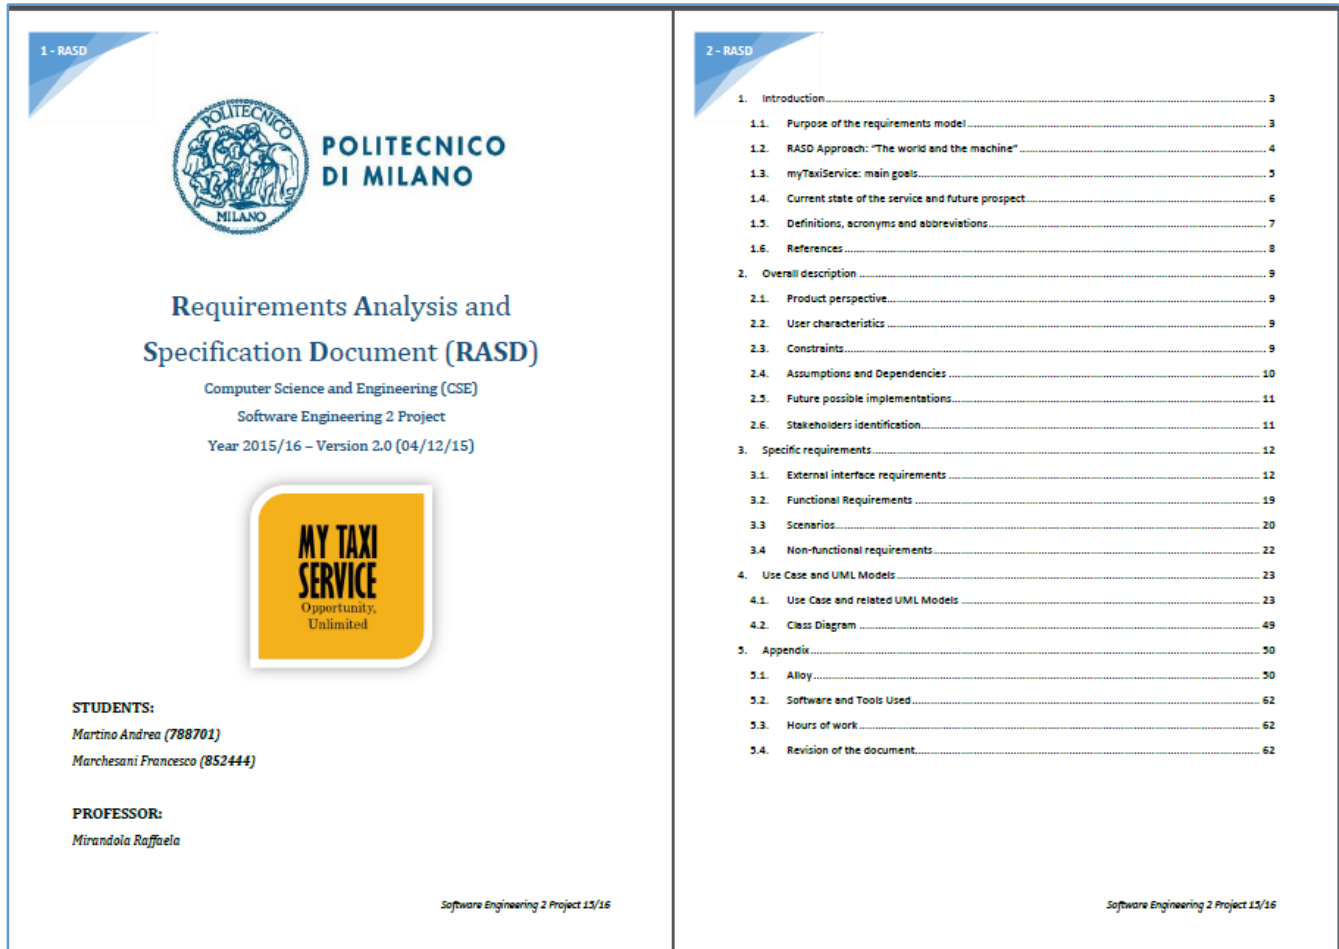 1 - RASD
POLITECNICO
MILANO
POLITECNICO
DI MILANO
Requirements Analysis and
Specification Document (RASD)
Computer Science and Engineering (CSE)
Software Engineering 2 Project
Year 2015/16 – Version 2.0 (04/12/15)
MY TAXI
SERVICE
Opportunity,
Unlimited
STUDENTS:
Martino Andrea (788701)
Marchesani Francesco (852444)
PROFESSOR:
Mirandola Raffaela
Software Engineering 2 Project 15/16
2 - RASD
1. Introduction 3
1.1. Purpose of the requirements model 3
1.2. RASD Approach: “The world and the machine” 4
1.3. myTaxiService: main goals 5
1.4. Current state of the service and future prospect 6
1.5. Definitions, acronyms and abbreviations 7
1.6. References 8
2. Overall description 9
2.1. Product perspective 9
2.2. User characteristics 9
2.3. Constraints 9
2.4. Assumptions and Dependencies 10
2.5. Future possible implementations 11
2.6. Stakeholders identification 11
3. Specific requirements 12
3.1. External interface requirements 12
3.2. Functional Requirements 19
3.3 Scenarios 20
3.4 Non-functional requirements 22
4. Use Case and UML Models 23
4.1. Use Case and related UML Models 23
4.2. Class Diagram 49
5. Appendix 50
5.1. Alloy 50
5.2. Software and Tools Used 62
5.3. Hours of work 62
5.4. Revision of the document 62
Software Engineering 2 Project 15/16